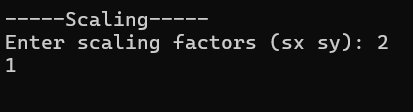 -----Scaling-----
Enter scaling factors (sx sy): 2
1